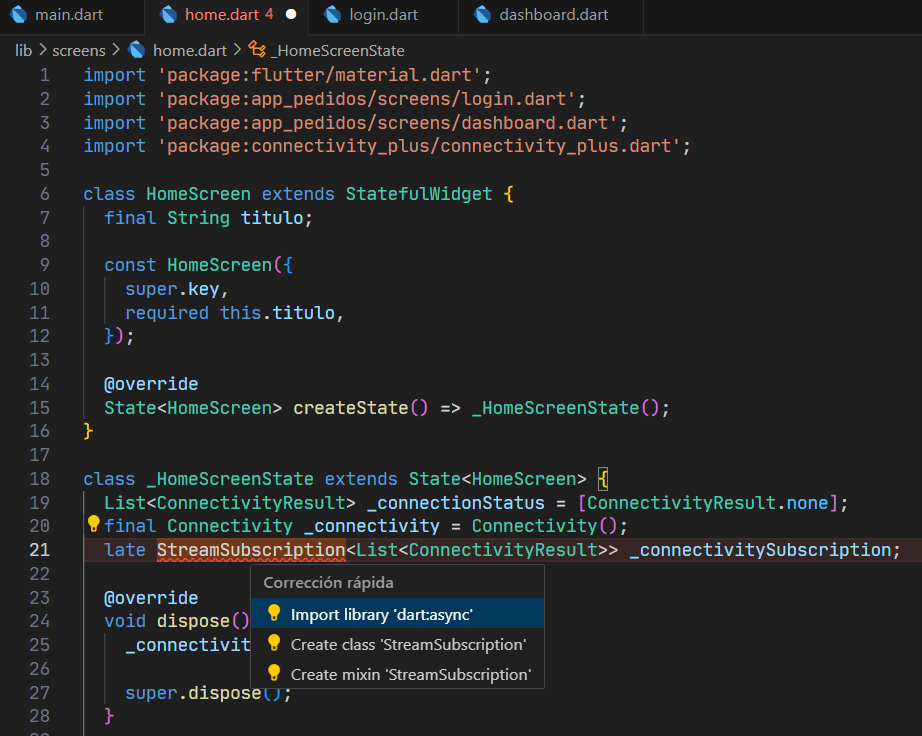 main.dart home.dart 4 login.dart dashboard.dart
lib > screens > home.dart > _HomeScreenState
1 import 'package:flutter/material.dart';
2 import 'package:app_pedidos/screens/login.dart';
3 import 'package:app_pedidos/screens/dashboard.dart';
4 import 'package:connectivity_plus/connectivity_plus.dart';
5
6 class HomeScreen extends StatefulWidget {
7 final String titulo;
8
9 const HomeScreen({
10 super.key,
11 required this.titulo,
12 });
13
14 @override
15 State<HomeScreen> createState() => _HomeScreenState();
16 }
17
18 class _HomeScreenState extends State<HomeScreen> {
19 List<ConnectivityResult> _connectionStatus = [ConnectivityResult.none];
20 final Connectivity _connectivity = Connectivity();
21 late StreamSubscription<List<ConnectivityResult>> _connectivitySubscription;
22
Corrección rápida
23 @override
Import library 'dart:async'
24 void dispose()
25 _connectivit
Create class 'StreamSubscription'
26
Create mixin 'StreamSubscription'
27 super.dispose();
28 }